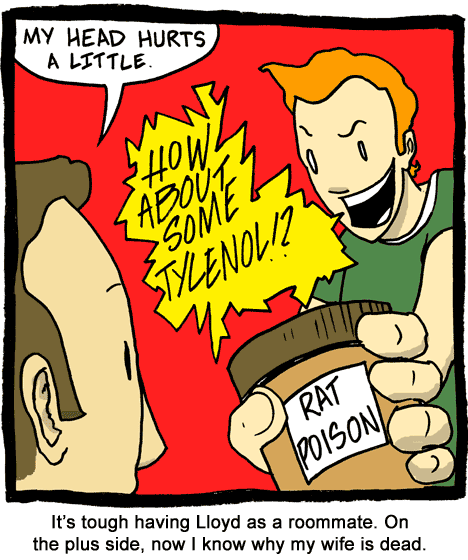 MY HEAD HURTS
A LITTLE.
HOW
ABOUT
SOME
TYLENOL!?
RAT
POISON
It's tough having Lloyd as a roommate. On
the plus side, now I know why my wife is dead.